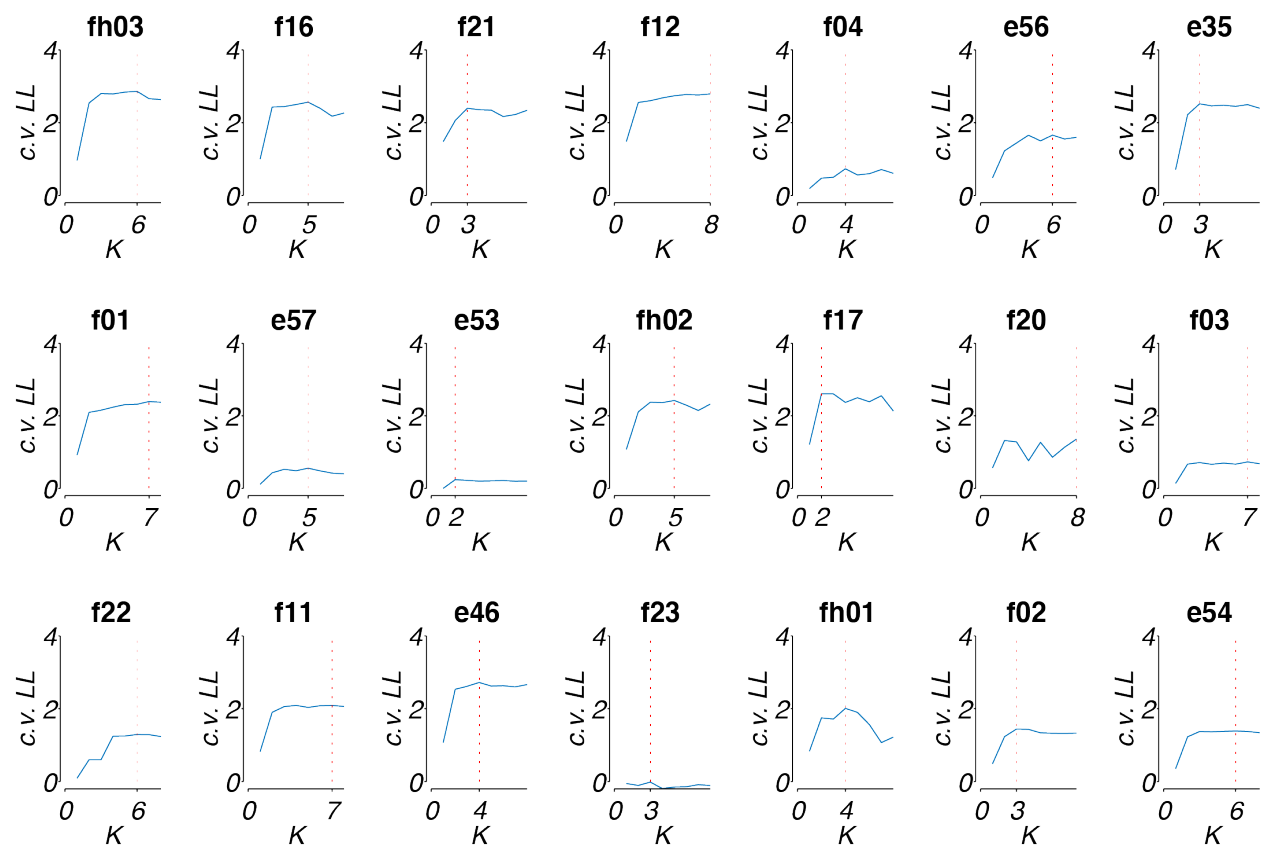 fh03 f16 f21 f12 f04 e56 e35
4 4 4 4 4 4 4
c.v. LL c.v. LL c.v. LL c.v. LL c.v. LL c.v. LL c.v. LL
2 2 2 2 2 2 2
0 0 0 0 0 0 0
0 6 0 5 0 3 0 8 0 4 0 6 0 3
K K K K K K K
f01 e57 e53 fh02 f17 f20 f03
4 4 4 4 4 4 4
c.v. LL c.v. LL c.v. LL c.v. LL c.v. LL c.v. LL c.v. LL
2 2 2 2 2 2 2
0 0 0 0 0 0 0
0 7 0 5 0 2 0 5 0 2 0 8 0 7
K K K K K K K
f22 f11 e46 f23 fh01 f02 e54
4 4 4 4 4 4 4
c.v. LL c.v. LL c.v. LL c.v. LL c.v. LL c.v. LL c.v. LL
2 2 2 2 2 2 2
0 0 0 0 0 0 0
0 6 0 7 0 4 0 3 0 4 0 3 0 6
K K K K K K K